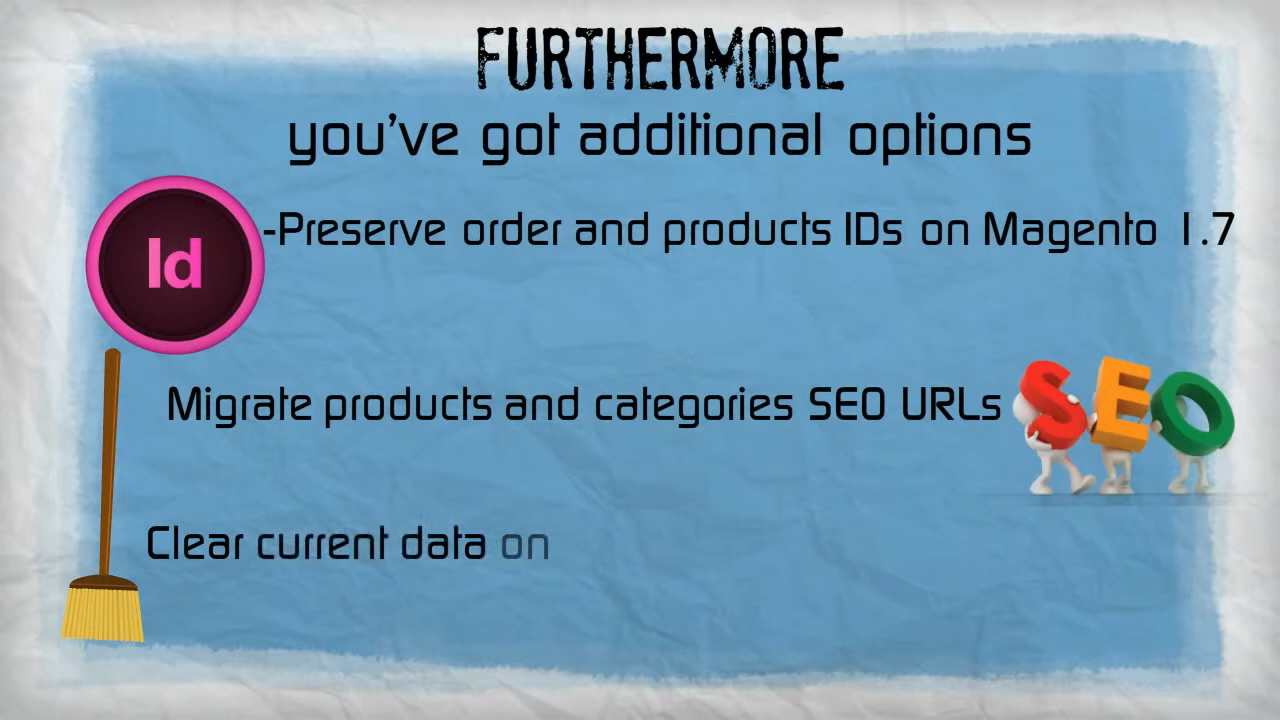 FURTHERMORE
you've got additional options
Id
-Preserve order and products IDs on Magento 1.7
Migrate products and categories SEO URLs
SEO
Clear current data on